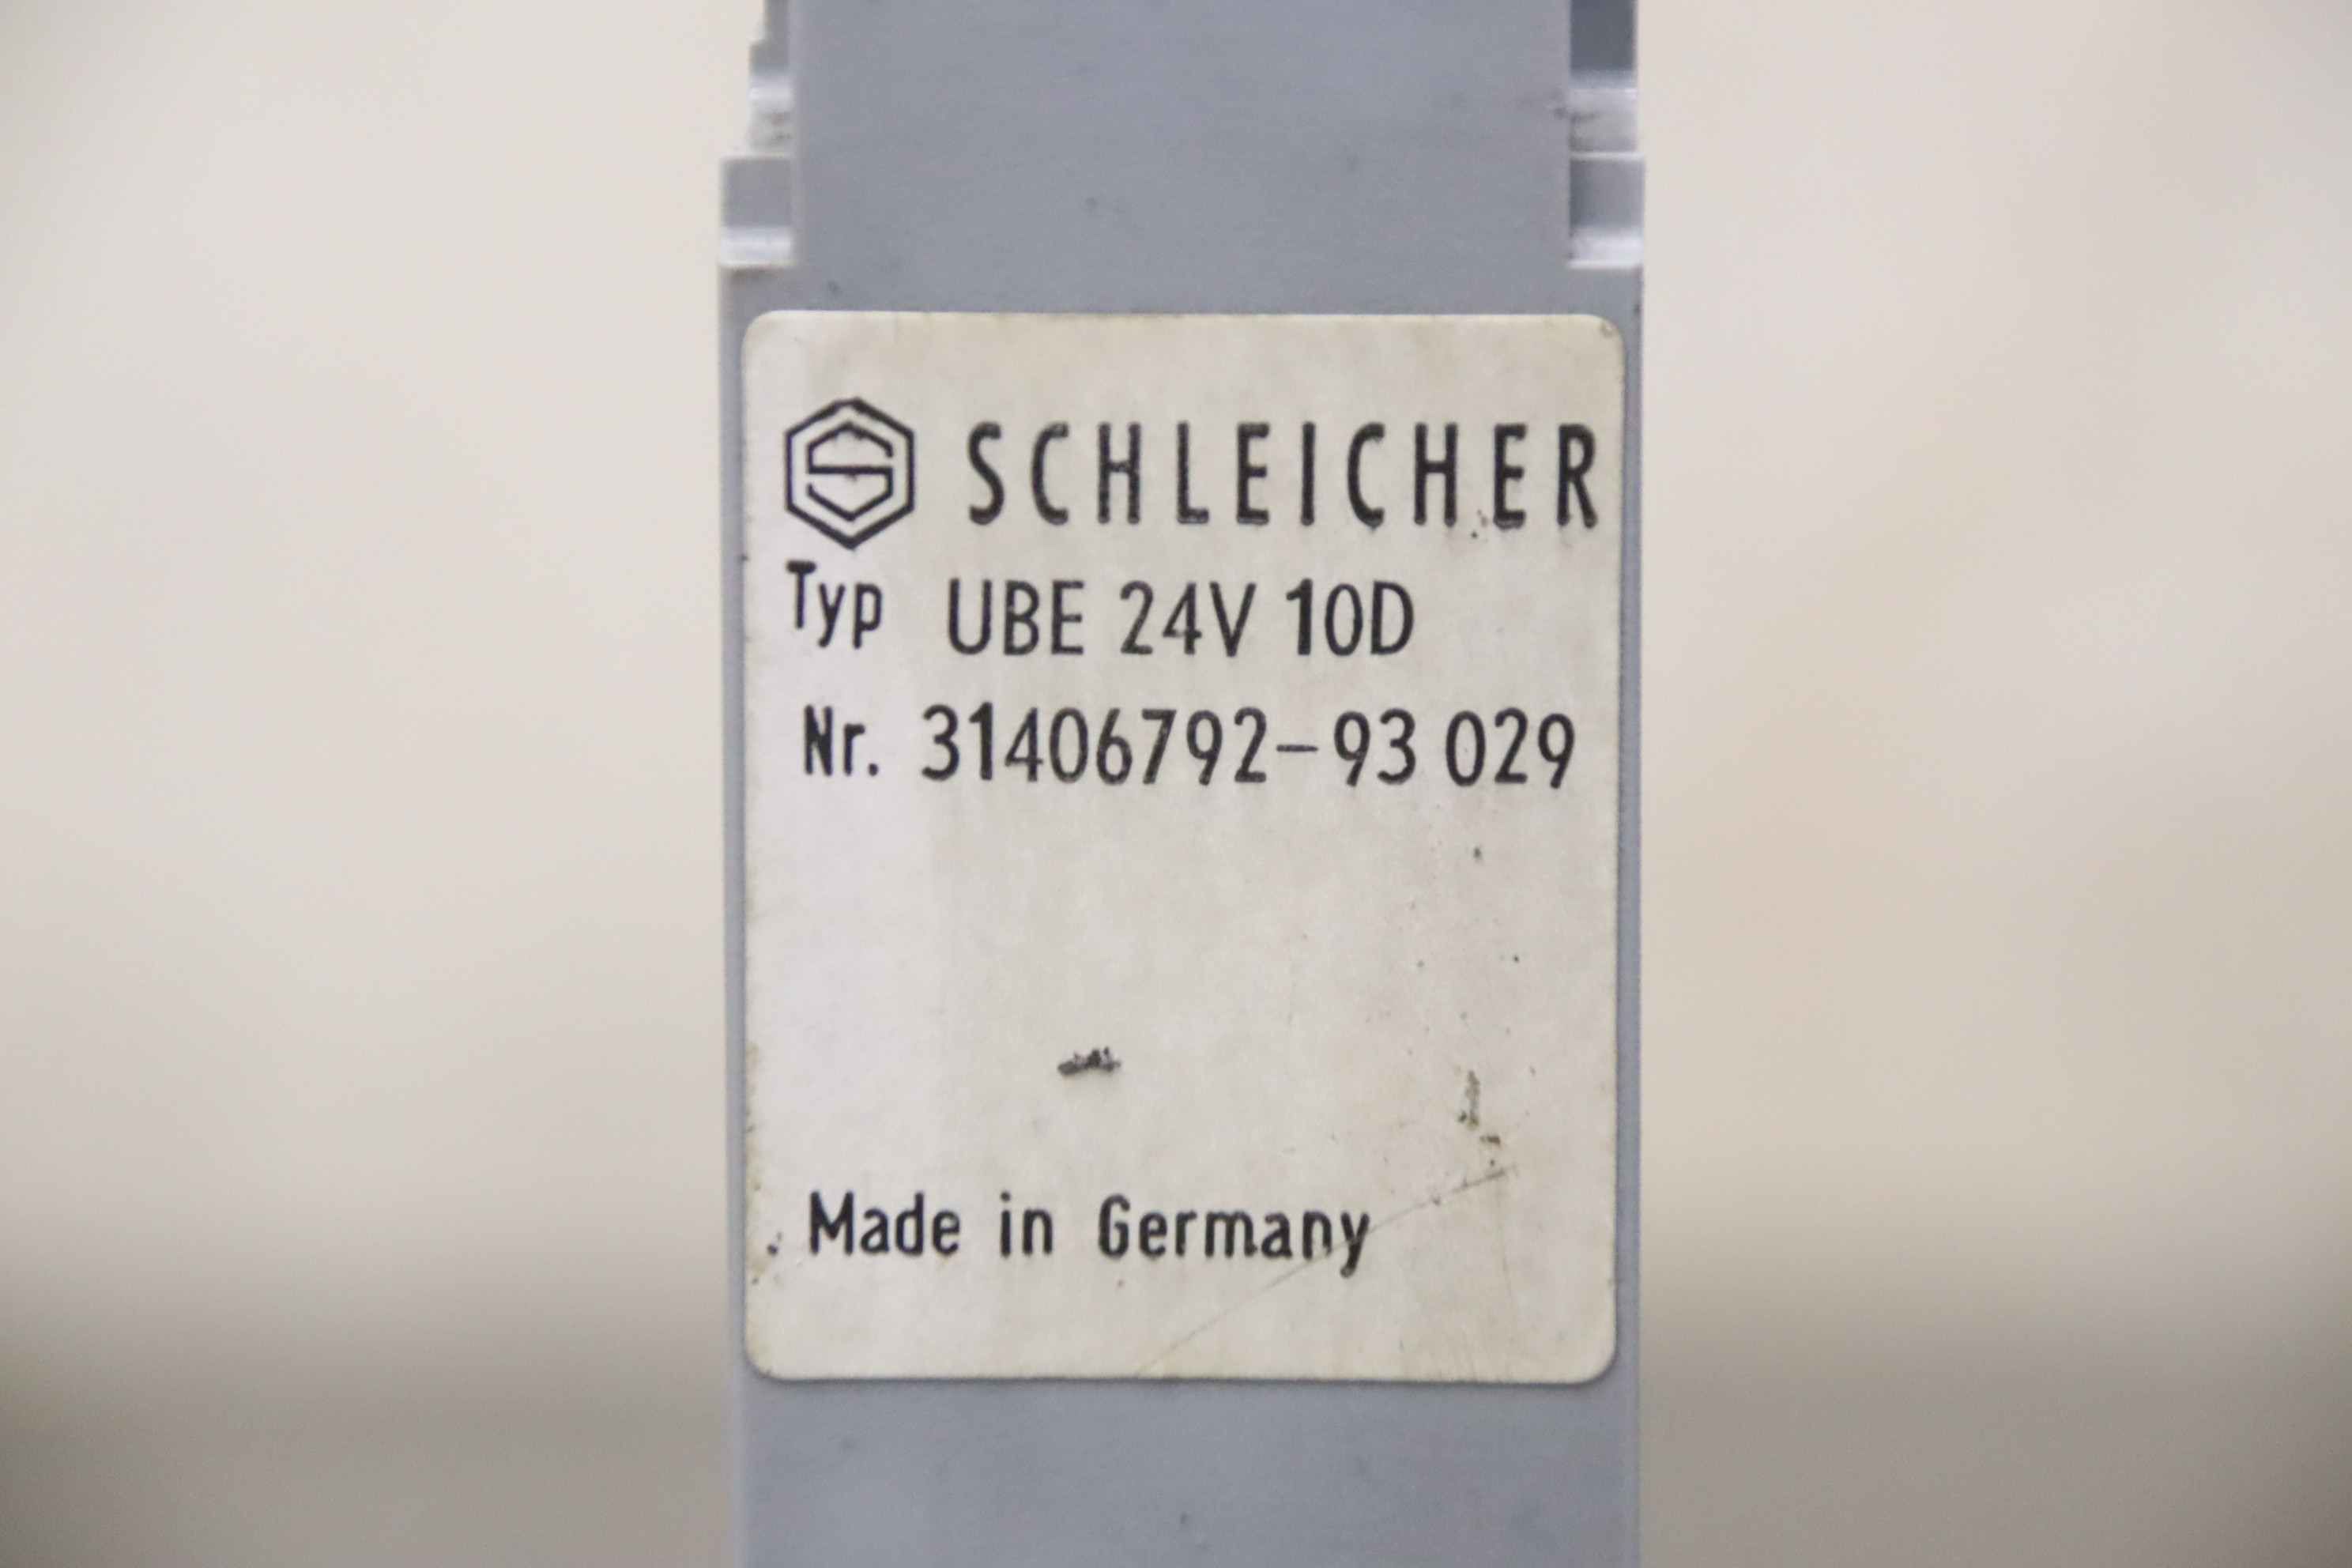 SCHLEICHER
Typ UBE 24V 10D
Nr. 31406792-93 029
Made in Germany